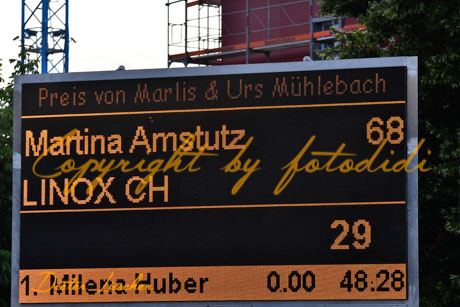 Preis von Marlis & Urs Mühlebach
Martina Amstutz 68
Copyright by fotodidi
LINOX CH
29
1. Milena Huber 0.00 48.28